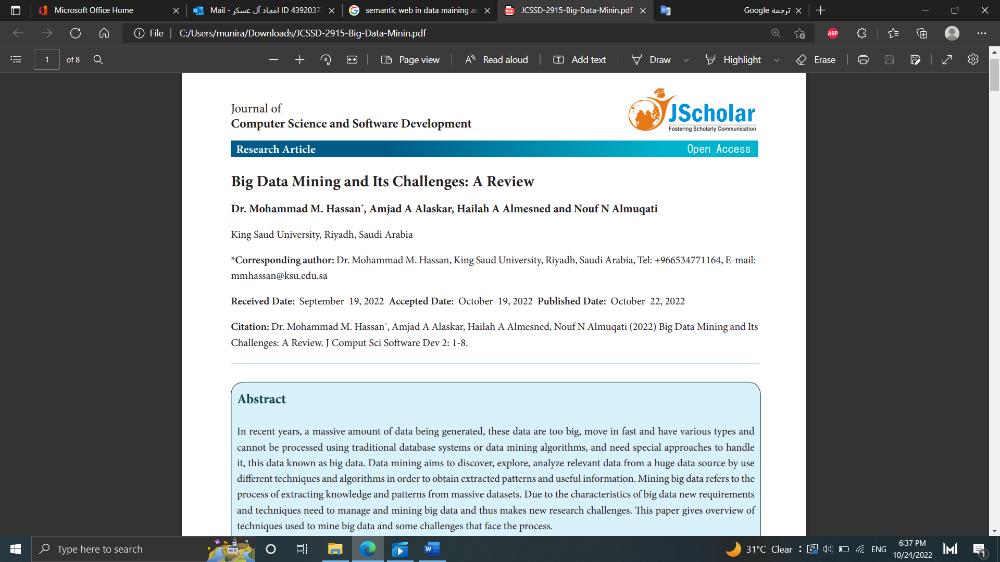 Microsoft Office Home
Mail - امجاد آل عسكر ID 4392037
semantic web in data maining an
JCSSD-2915-Big-Data-Minin.pdf
ترجمة Google
File
C:/Users/munira/Downloads/JCSSD-2915-Big-Data-Minin.pdf
ABP
1 of 8
Page view
A Read aloud
T Add text
Draw
Highlight
Erase
Journal of
Computer Science and Software Development
JScholar
Fostering Scholarly Communication
Research Article
Open Access
Big Data Mining and Its Challenges: A Review
Dr. Mohammad M. Hassan*, Amjad A Alaskar, Hailah A Almesned and Nouf N Almuqati
King Saud University, Riyadh, Saudi Arabia
*Corresponding author: Dr. Mohammad M. Hassan, King Saud University, Riyadh, Saudi Arabia, Tel: +966534771164, E-mail:
mmhassan@ksu.edu.sa
Received Date: September 19, 2022 Accepted Date: October 19, 2022 Published Date: October 22, 2022
Citation: Dr. Mohammad M. Hassan*, Amjad A Alaskar, Hailah A Almesned, Nouf N Almuqati (2022) Big Data Mining and Its
Challenges: A Review. J Comput Sci Software Dev 2: 1-8.
Abstract
In recent years, a massive amount of data being generated, these data are too big, move in fast and have various types and
cannot be processed using traditional database systems or data mining algorithms, and need special approaches to handle
it, this data known as big data. Data mining aims to discover, explore, analyze relevant data from a huge data source by use
different techniques and algorithms in order to obtain extracted patterns and useful information. Mining big data refers to the
process of extracting knowledge and patterns from massive datasets. Due to the characteristics of big data new requirements
and techniques need to manage and mining big data and thus makes new research challenges. This paper gives overview of
techniques used to mine big data and some challenges that face the process.
Type here to search
31°C Clear
ENG
6:37 PM
10/24/2022
1